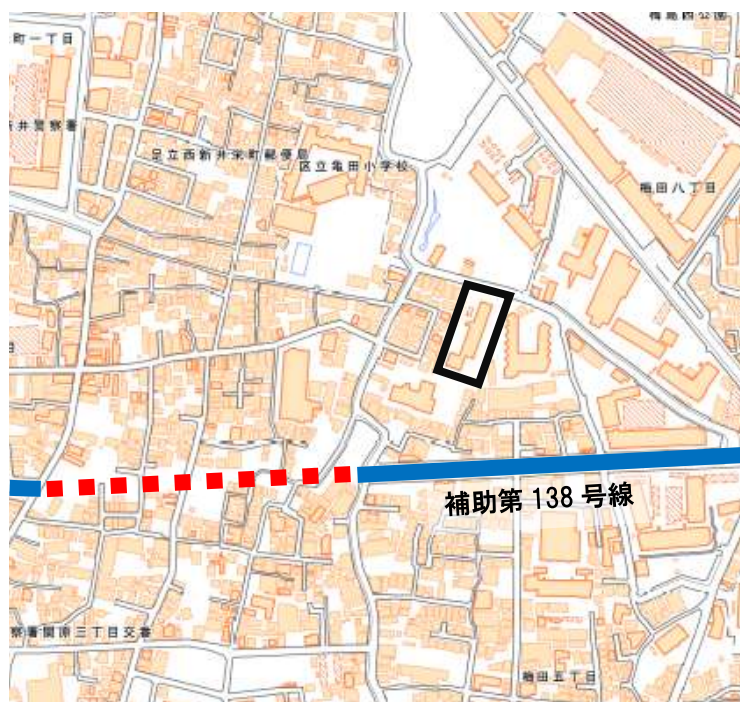 梅島西公園
町一丁目
井警察署
足立西新井栄町郵便局
区立亀田小学校
梅田八丁目
目
補助第138号線
察署関原三丁目交番
梅田五丁目